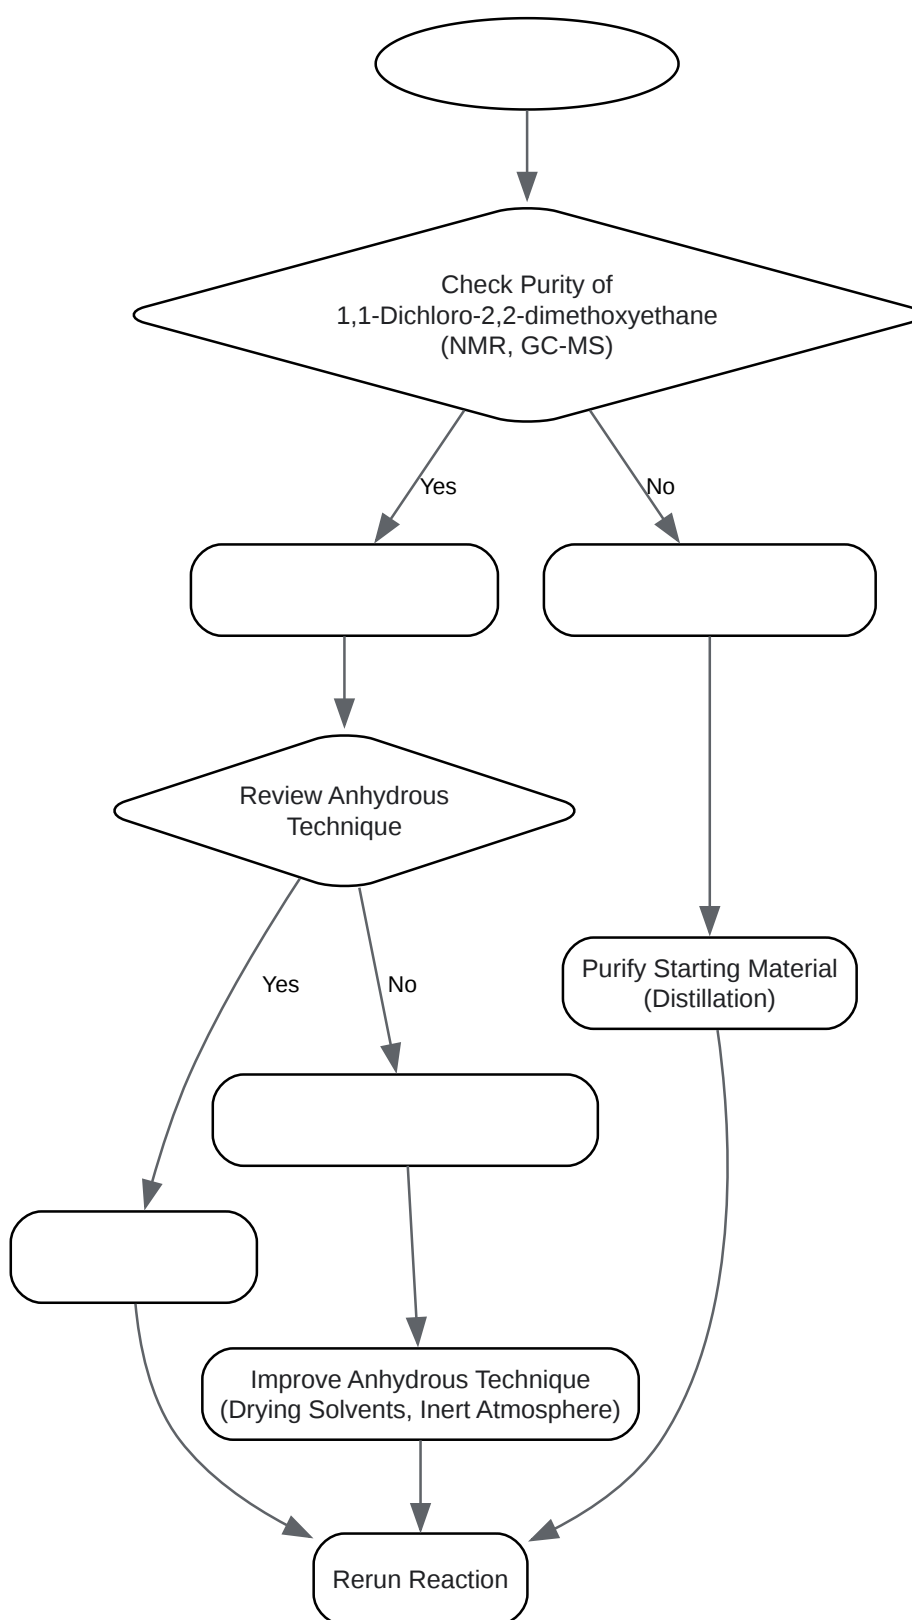 Check Purity of
1,1-Dichloro-2,2-dimethoxyethane
(NMR, GC-MS)
Yes
No
Review Anhydrous
Technique
Yes
No
Purify Starting Material
(Distillation)
Improve Anhydrous Technique
(Drying Solvents, Inert Atmosphere)
Rerun Reaction